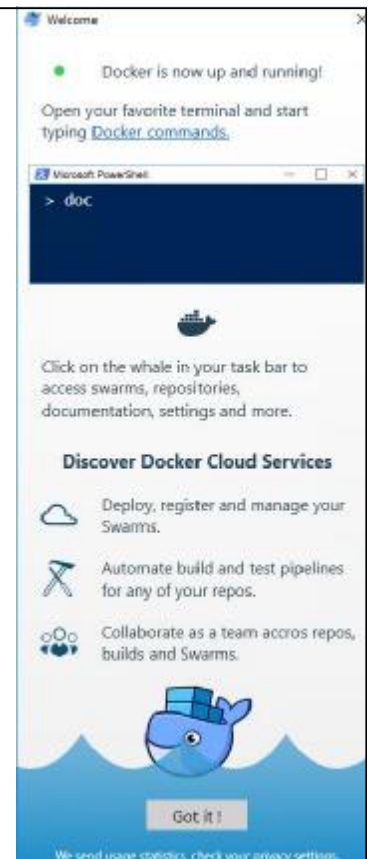 Welcome
Docker is now up and running!
Open your favorite terminal and start
typing Docker commands.
Microsoft PowerShell
> doc
Click on the whale in your task bar to
access swarms, repositories,
documentation, settings and more.
Discover Docker Cloud Services
Deploy, register and manage your
Swarms.
Automate build and test pipelines
for any of your repos.
Collaborate as a team accros repos,
builds and Swarms.
Got it !
We send usage statistics, check your privacy settings.